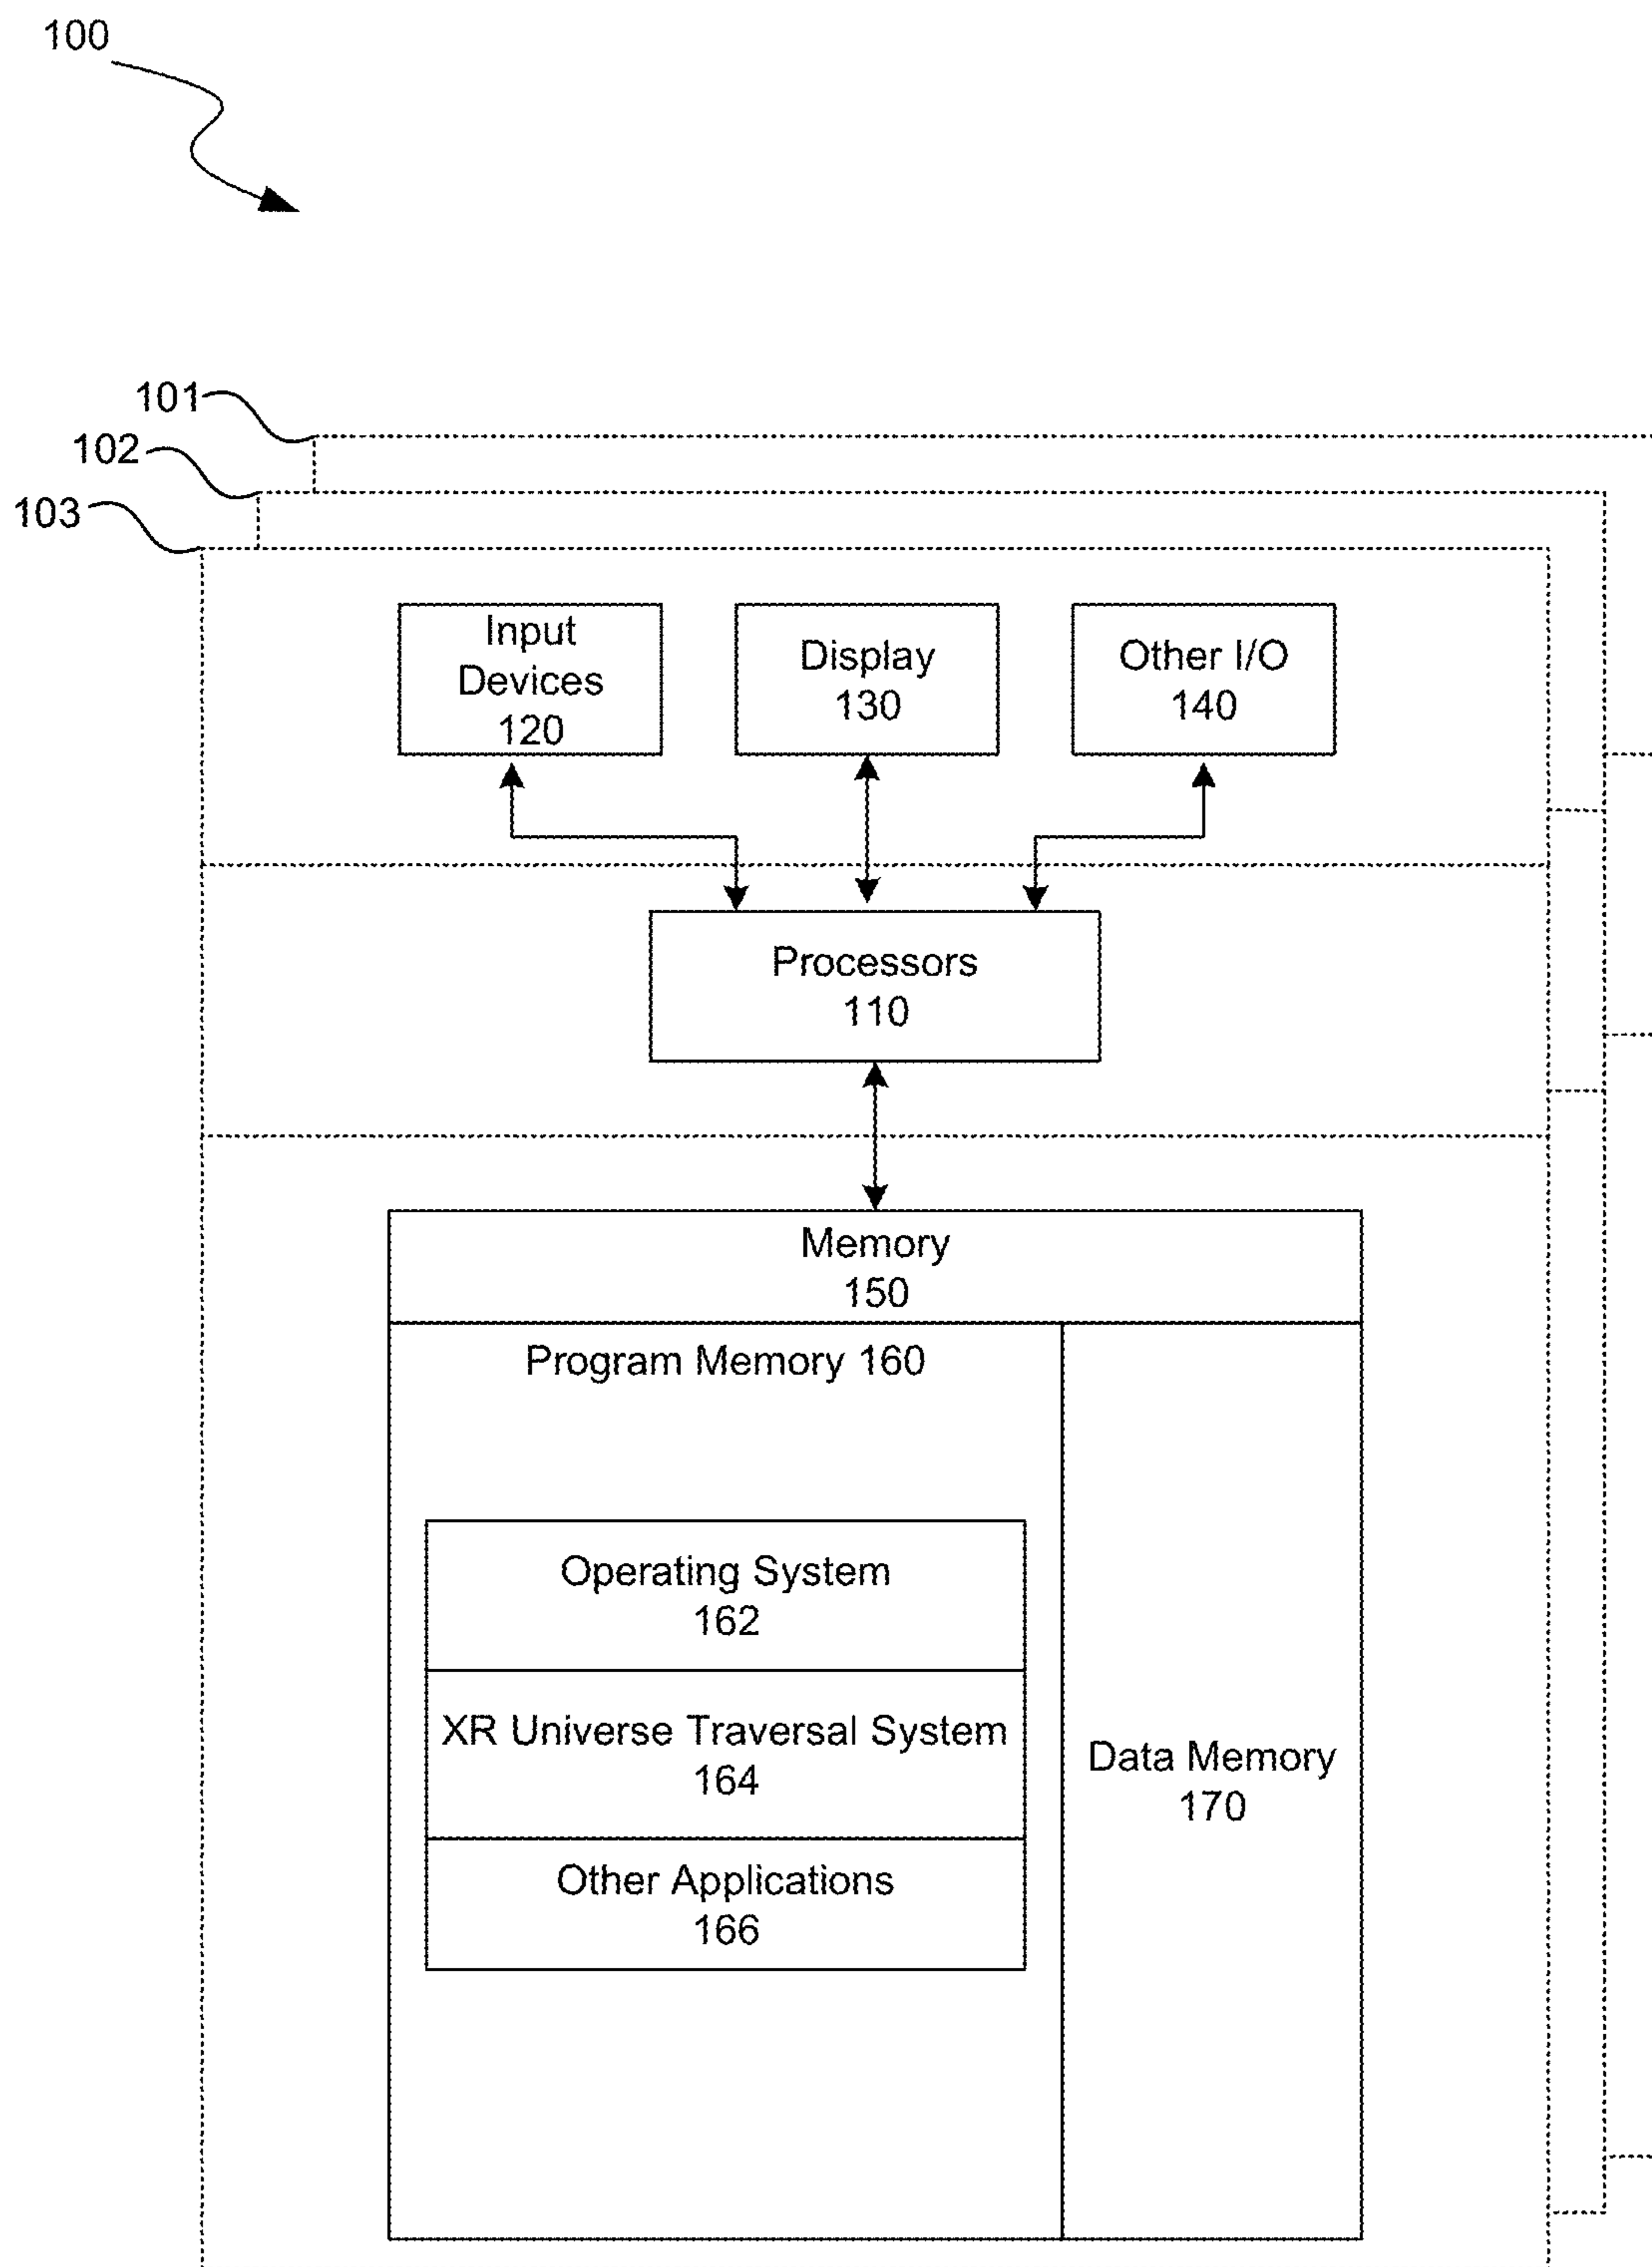 100
101
102
103
Input
Devices
120
Display
130
Other I/O
140
Processors
110
Memory
150
Program Memory 160
Operating System
162
XR Universe Traversal System
164
Other Applications
166
Data Memory
170